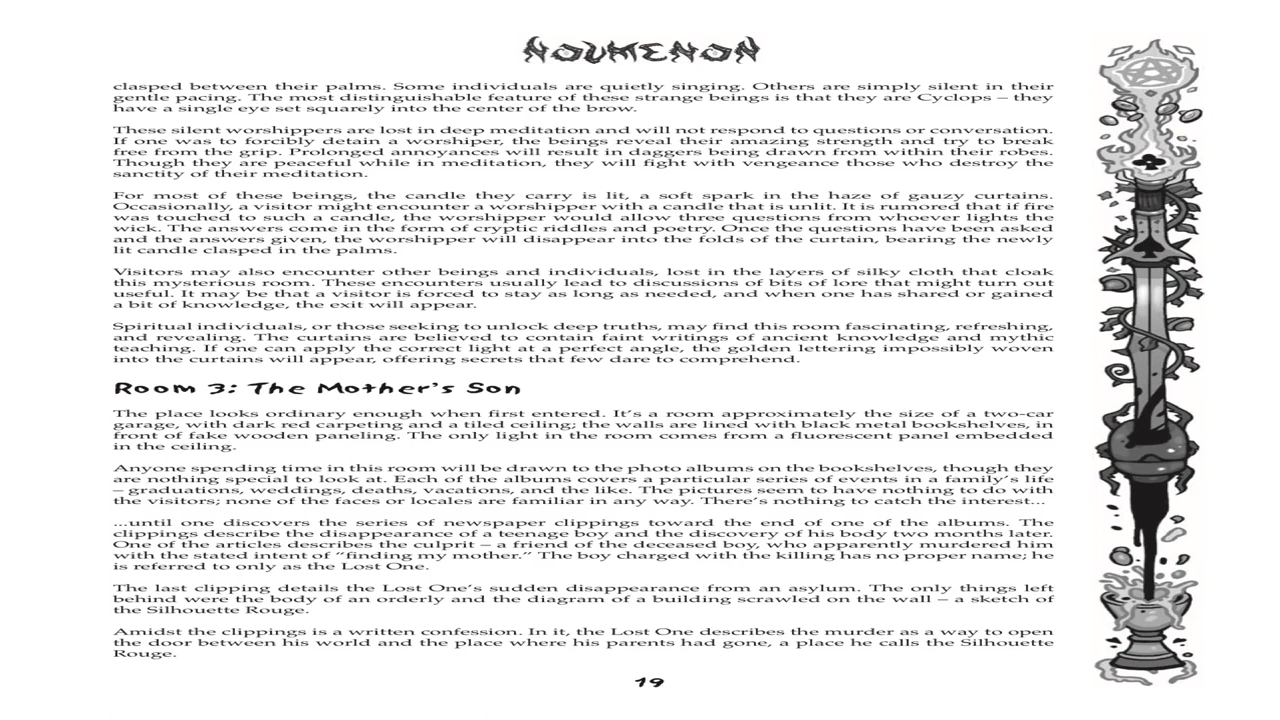 NOUMENON
clasped between their palms. Some individuals are quietly singing. Others are simply silent in their
gentle pacing. The most distinguishable feature of these strange beings is that they are Cyclops – they
have a single eye set squarely into the center of the brow.
These silent worshippers are lost in deep meditation and will not respond to questions or conversation.
If one was to forcibly detain a worshiper, the beings reveal their amazing strength and try to break
free from the grip. Prolonged annoyances will result in daggers being drawn from within their robes.
Though they are peaceful while in meditation, they will fight with vengeance those who destroy the
sanctity of their meditation.
For most of these beings, the candle they carry is lit, a soft spark in the haze of gauzy curtains.
Occasionally, a visitor might encounter a worshipper with a candle that is unlit. It is rumored that if fire
was touched to such a candle, the worshipper would allow three questions from whoever lights the
wick. The answers come in the form of cryptic riddles and poetry. Once the questions have been asked
and the answers given, the worshipper will disappear into the folds of the curtain, bearing the newly
lit candle clasped in the palms.
Visitors may also encounter other beings and individuals, lost in the layers of silky cloth that cloak
this mysterious room. These encounters usually lead to discussions of bits of lore that might turn out
useful. It may be that a visitor is forced to stay as long as needed, and when one has shared or gained
a bit of knowledge, the exit will appear.
Spiritual individuals, or those seeking to unlock deep truths, may find this room fascinating, refreshing,
and revealing. The curtains are believed to contain faint writings of ancient knowledge and mythic
teaching. If one can apply the correct light at a perfect angle, the golden lettering impossibly woven
into the curtains will appear, offering secrets that few dare to comprehend.
Room 3: The Mother's Son
The place looks ordinary enough when first entered. It's a room approximately the size of a two-car
garage, with dark red carpeting and a tiled ceiling; the walls are lined with black metal bookshelves, in
front of fake wooden paneling. The only light in the room comes from a fluorescent panel embedded
in the ceiling.
Anyone spending time in this room will be drawn to the photo albums on the bookshelves, though they
are nothing special to look at. Each of the albums covers a particular series of events in a family's life
– graduations, weddings, deaths, vacations, and the like. The pictures seem to have nothing to do with
the visitors; none of the faces or locales are familiar in any way. There's nothing to catch the interest...
...until one discovers the series of newspaper clippings toward the end of one of the albums. The
clippings describe the disappearance of a teenage boy and the discovery of his body two months later.
One of the articles describes the culprit – a friend of the deceased boy, who apparently murdered him
with the stated intent of "finding my mother." The boy charged with the killing has no proper name; he
is referred to only as the Lost One.
The last clipping details the Lost One's sudden disappearance from an asylum. The only things left
behind were the body of an orderly and the diagram of a building scrawled on the wall – a sketch of
the Silhouette Rouge.
Amidst the clippings is a written confession. In it, the Lost One describes the murder as a way to open
the door between his world and the place where his parents had gone, a place he calls the Silhouette
Rouge.
19